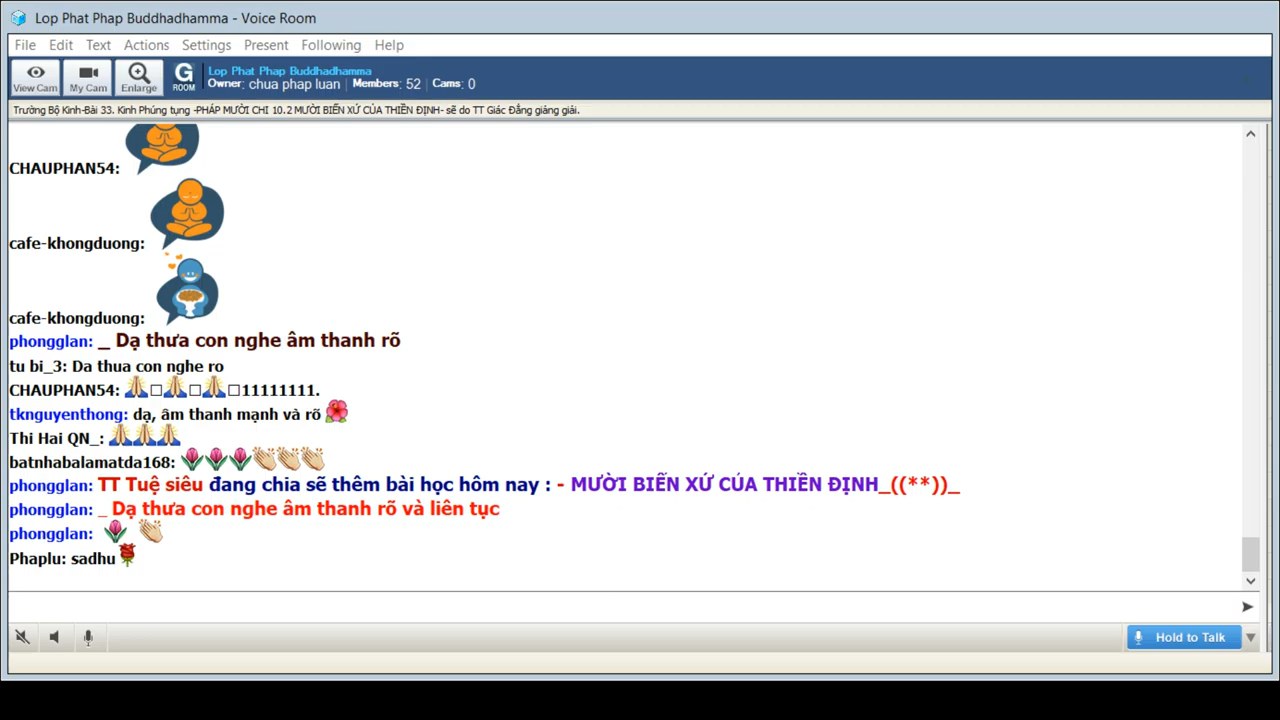 Lop Phat Phap Buddhadhamma - Voice Room
File Edit Text Actions Settings Present Following Help
View Cam My Cam Enlarge G ROOM Lop Phat Phap Buddhadhamma
Owner: chua phap luan Members: 52 Cams: 0
Trường Bộ Kinh-Bài 33. Kinh Phúng tụng -PHÁP MƯỜI CHI 10.2 MƯỜI BIẾN XỨ CỦA THIỀN ĐỊNH- sẽ do TT Giác Đẳng giảng giải.
CHAUPHAN54:
cafe-khongduong:
cafe-khongduong:
phongglan: _ Dạ thưa con nghe âm thanh rõ
tu bi_3: Da thua con nghe ro
CHAUPHAN54: 🙏□🙏□🙏□11111111.
tknguyenthong: dạ, âm thanh mạnh và rõ 🌺
Thi Hai QN_: 🙏🙏🙏
batnhabalamatda168: 🌷🌷🌷👏👏👏
phongglan: TT Tuệ siêu đang chia sẽ thêm bài học hôm nay : - MƯỜI BIẾN XỨ CỦA THIỀN ĐỊNH_((**))_
phongglan: _ Dạ thưa con nghe âm thanh rõ và liên tục
phongglan: 🌷 👏
Phaplu: sadhu🌹
Hold to Talk